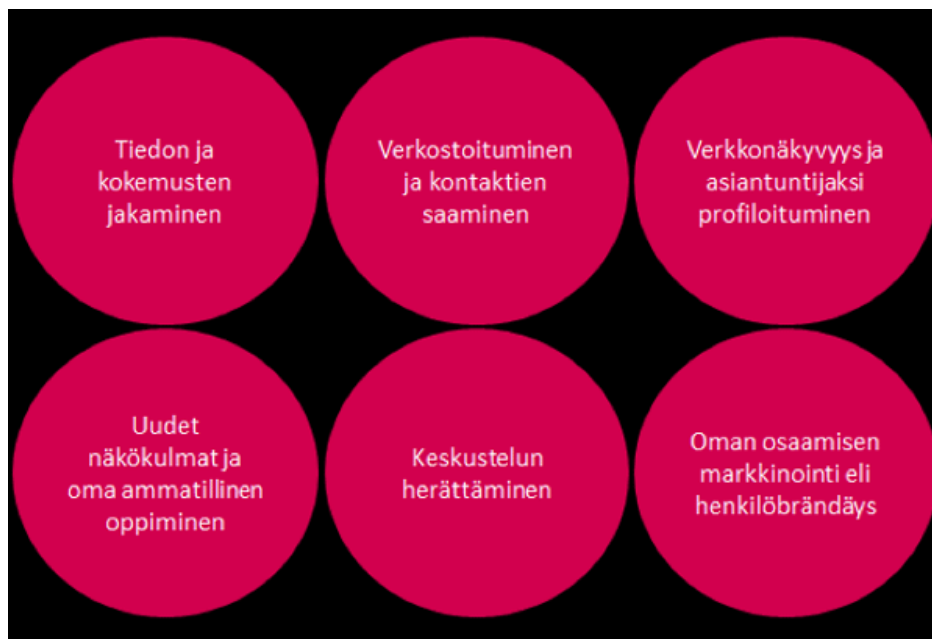 Tiedon ja
kokemusten
jakaminen
Verkostoituminen
ja kontaktien
saaminen
Verkkonäkyvyys ja
asiantuntijaksi
profiloituminen
Uudet
näkökulmat ja
oma ammatillinen
oppiminen
Keskustelun
herättäminen
Oman osaamisen
markkinointi eli
henkilöbrändäys